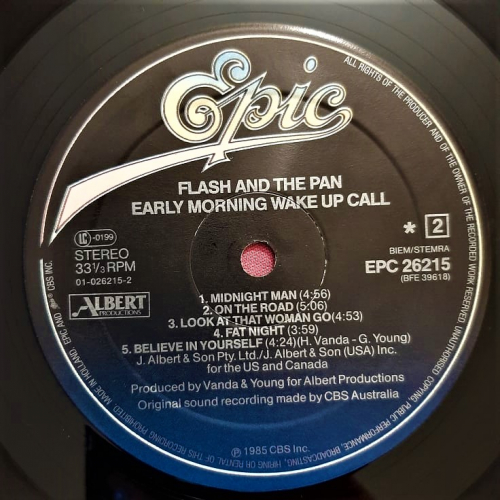 Epic
FLASH AND THE PAN
EARLY MORNING WAKE UP CALL
* 2
LC-0199
STEREO
33⅓ RPM
01-026215-2
ALBERT
PRODUCTIONS
BIEM/STEMRA
EPC 26215
(BFE 39618)
1. MIDNIGHT MAN (4:56)
2. ON THE ROAD (5:06)
3. LOOK AT THAT WOMAN GO (4:53)
4. FAT NIGHT (3:59)
5. BELIEVE IN YOURSELF (4:24) (H. Vanda - G. Young)
J. Albert & Son Pty. Ltd./J. Albert & Son (USA) Inc.
for the US and Canada
Produced by Vanda & Young for Albert Productions
Original sound recording made by CBS Australia
℗ 1985 CBS Inc.
ALL RIGHTS OF THE PRODUCER AND OF THE OWNER OF THE RECORDED WORK RESERVED UNAUTHORISED COPYING, PUBLIC PERFORMANCE, BROADCASTING, HIRING OR RENTAL OF THIS RECORDING PROHIBITED MADE IN HOLLAND. EPIC AND ® CBS INC.